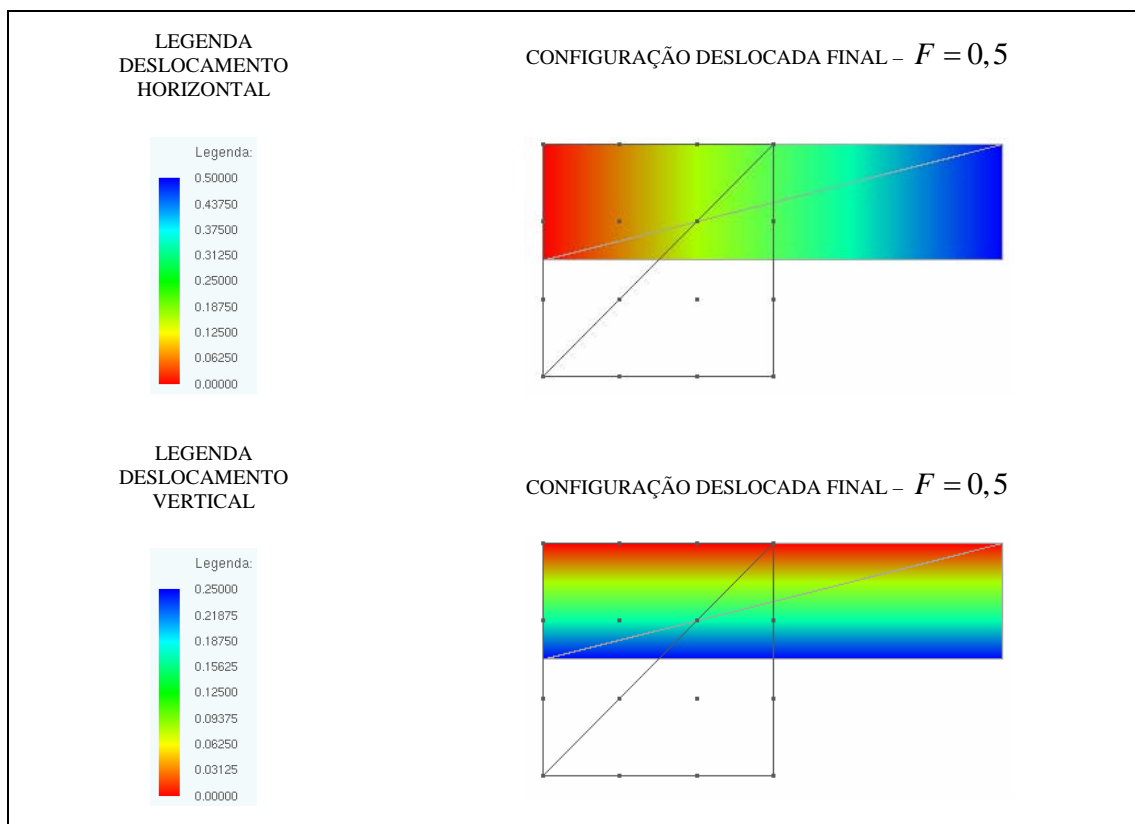 LEGENDA
DESLOCAMENTO
HORIZONTAL
CONFIGURAÇÃO DESLOCADA FINAL – F = 0,5
Legenda:
0.50000
0.43750
0.37500
0.31250
0.25000
0.18750
0.12500
0.06250
0.00000
LEGENDA
DESLOCAMENTO
VERTICAL
CONFIGURAÇÃO DESLOCADA FINAL – F = 0,5
Legenda:
0.25000
0.21875
0.18750
0.15625
0.12500
0.09375
0.06250
0.03125
0.00000